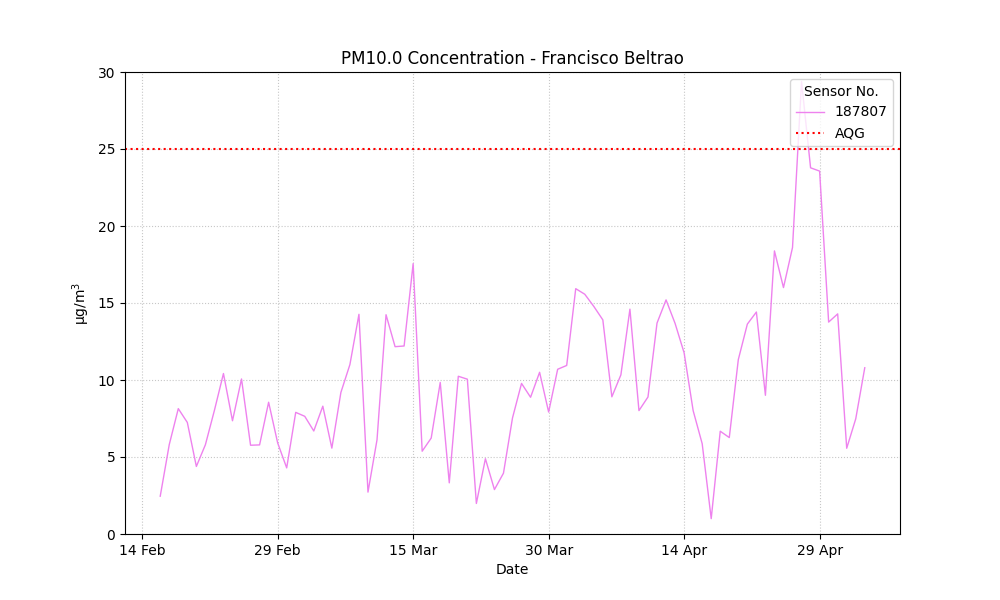 PM10.0 Concentration - Francisco Beltrao
Sensor No.
187807
AQG
30
25
20
15
10
5
0
µg/m³
14 Feb
29 Feb
15 Mar
30 Mar
14 Apr
29 Apr
Date